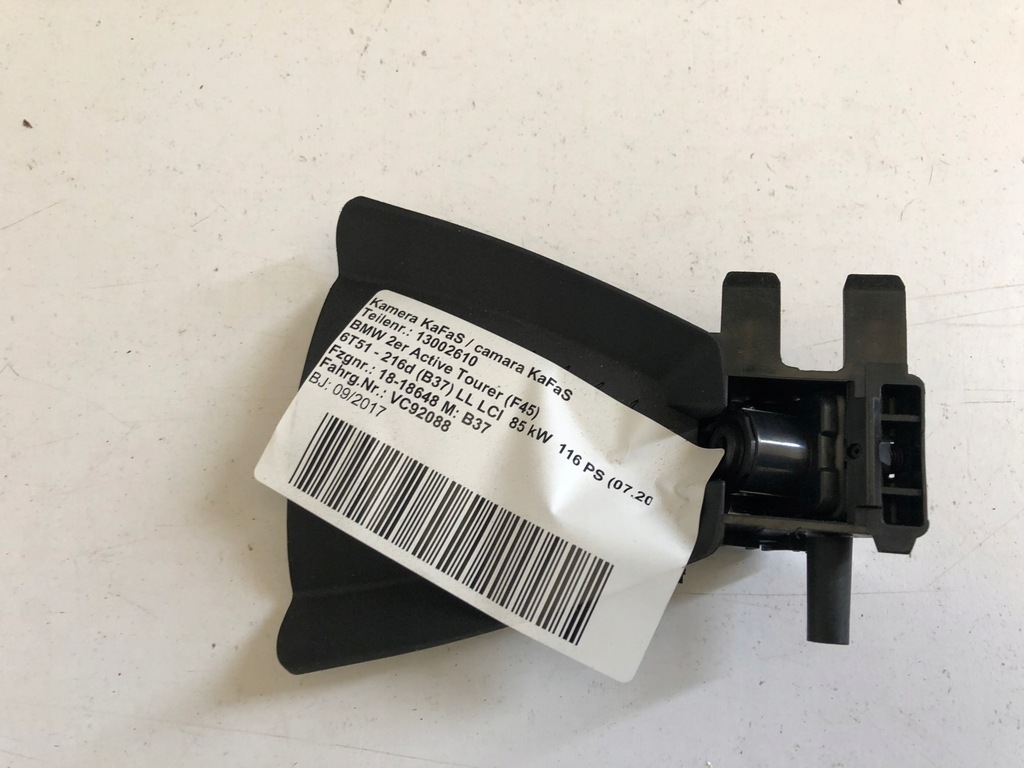 Kamera KaFaS / camara KaFaS
Teilenr.: 13002610
BMW 2er Active Tourer (F45)
6T51 - 216d (B37) LL LCI 85 kW 116 PS (07.20
Fzgnr.: 18-18648 M: B37
Fahrg.Nr.: VC92088
BJ: 09/2017